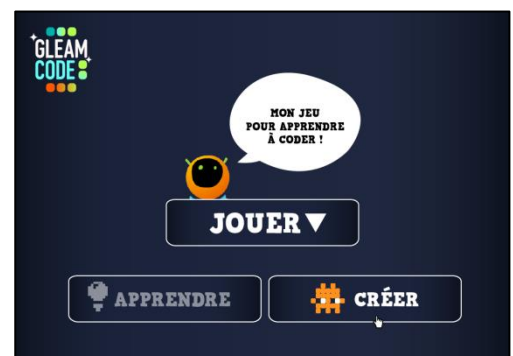 GLEAM
CODE
MON JEU
POUR APPRENDRE
À CODER !
JOUER
APPRENDRE
CRÉER